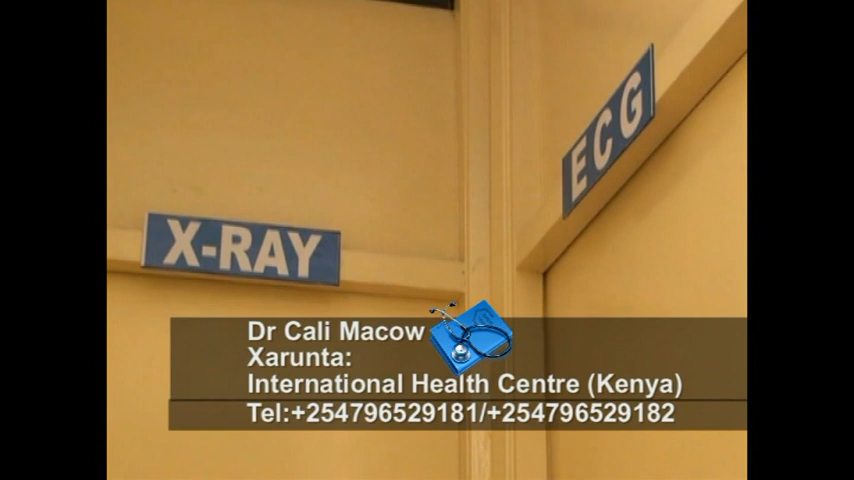 X-RAY
ECG
Dr Cali Macow
Xarunta:
International Health Centre (Kenya)
Tel:+254796529181/+254796529182